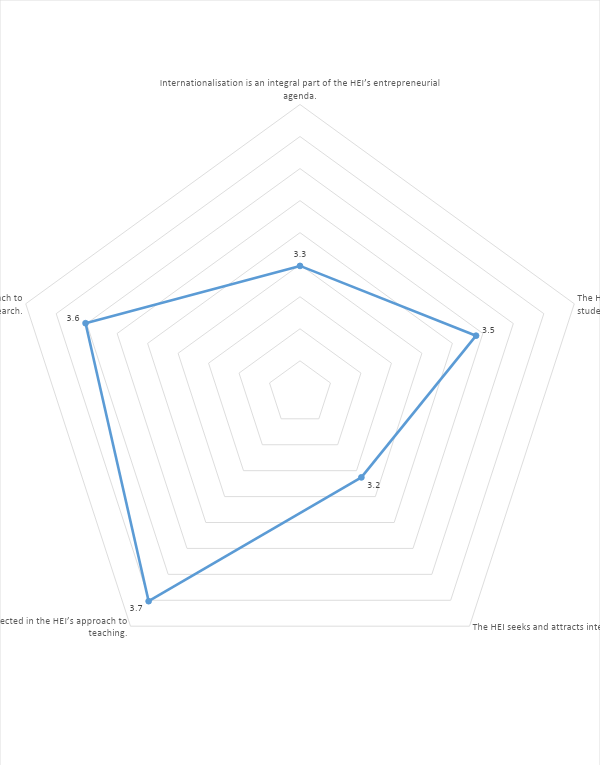 Internationalisation is an integral part of the HEI's entrepreneurial
agenda.
3.3
The
stude
3.5
3.6
ach to
earch.
3.2
3.7
ected in the HEI's approach to
teaching.
The HEI seeks and attracts inte